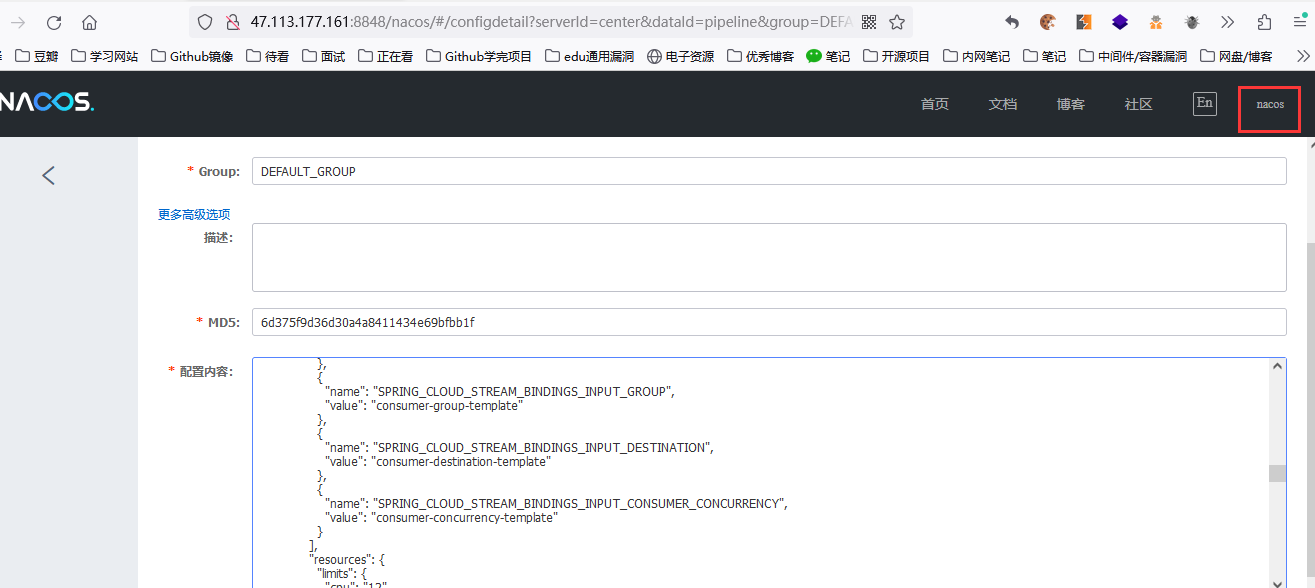 47.113.177.161:8848/nacos/#/configdetail?serverId=center&dataId=pipeline&group=DEFA
豆瓣 学习网站 Github镜像 待看 面试 正在看 Github学完项目 edu通用漏洞 电子资源 优秀博客 笔记 开源项目 内网笔记 笔记 中间件/容器漏洞 网盘/博客
NACOS. 首页 文档 博客 社区 En nacos
* Group: DEFAULT_GROUP
更多高级选项
描述:
* MD5: 6d375f9d36d30a4a8411434e69bfbb1f
* 配置内容: },
{
"name": "SPRING_CLOUD_STREAM_BINDINGS_INPUT_GROUP",
"value": "consumer-group-template"
},
{
"name": "SPRING_CLOUD_STREAM_BINDINGS_INPUT_DESTINATION",
"value": "consumer-destination-template"
},
{
"name": "SPRING_CLOUD_STREAM_BINDINGS_INPUT_CONSUMER_CONCURRENCY",
"value": "consumer-concurrency-template"
}
],
"resources": {
"limits": {
"cpu": "12"